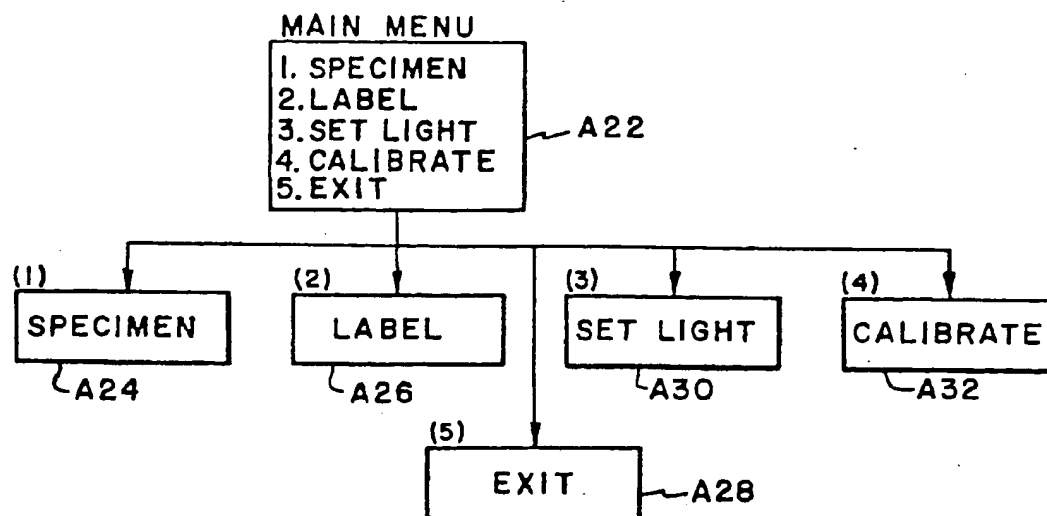 MAIN MENU
1. SPECIMEN
2. LABEL
3. SET LIGHT
4. CALIBRATE
5. EXIT
A22
(1)
SPECIMEN
A24
(2)
LABEL
A26
(3)
SET LIGHT
A30
(4)
CALIBRATE
A32
(5)
EXIT
A28